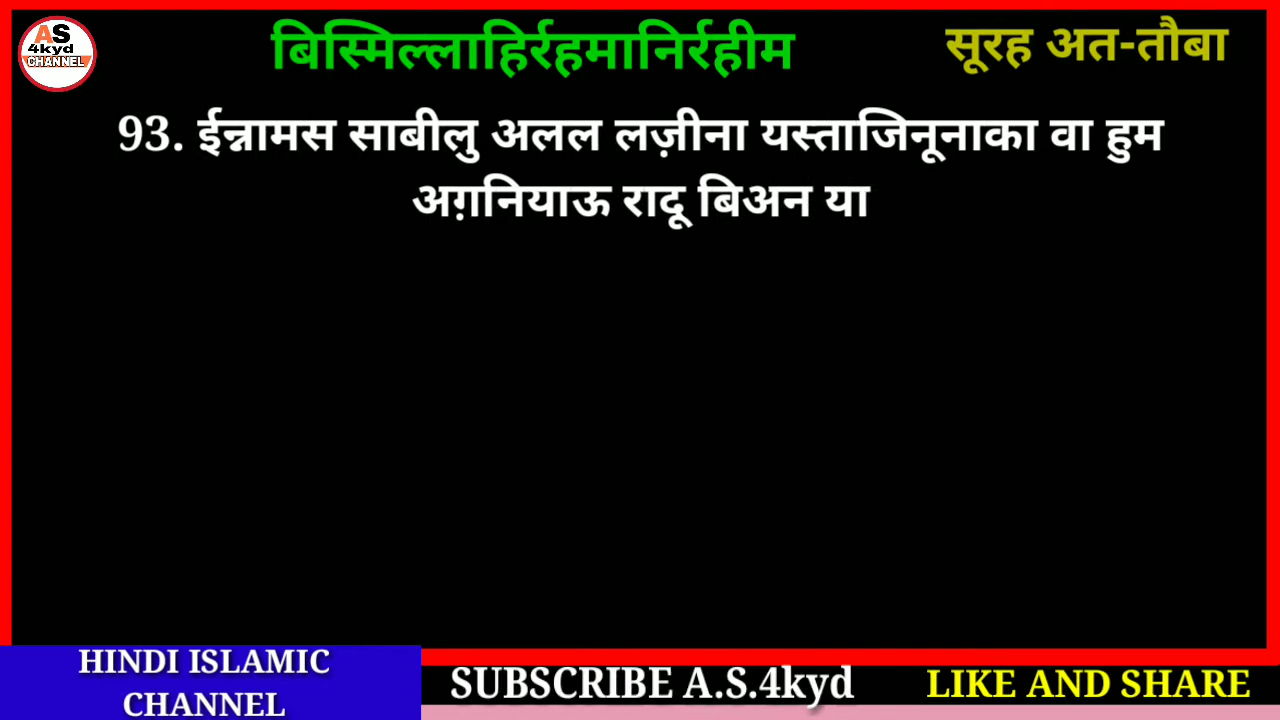 AS
4kyd
CHANNEL
बिस्मिल्लाहिर्रहमानिर्रहीम
सूरह अत-तौबा
93. ईन्नामस साबीलु अलल लज़ीना यस्ताजिनूनाका वा हुम
अग़नियाऊ रादू बिअन या
HINDI ISLAMIC
CHANNEL
SUBSCRIBE A.S.4kyd
LIKE AND SHARE